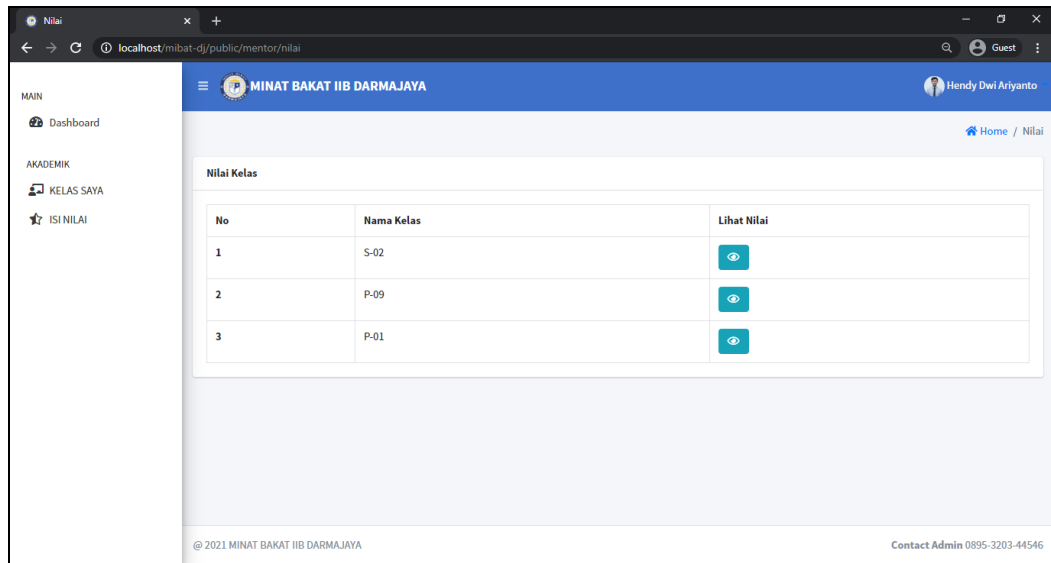 Nilai
localhost/mibat-dj/public/mentor/nilai
Guest
MAIN
Dashboard
AKADEMIK
KELAS SAYA
ISI NILAI
MINAT BAKAT IIB DARMAJAYA
Hendy Dwi Ariyanto
Home / Nilai
Nilai Kelas
No Nama Kelas Lihat Nilai
1 S-02
2 P-09
3 P-01
@ 2021 MINAT BAKAT IIB DARMAJAYA
Contact Admin 0895-3203-44546